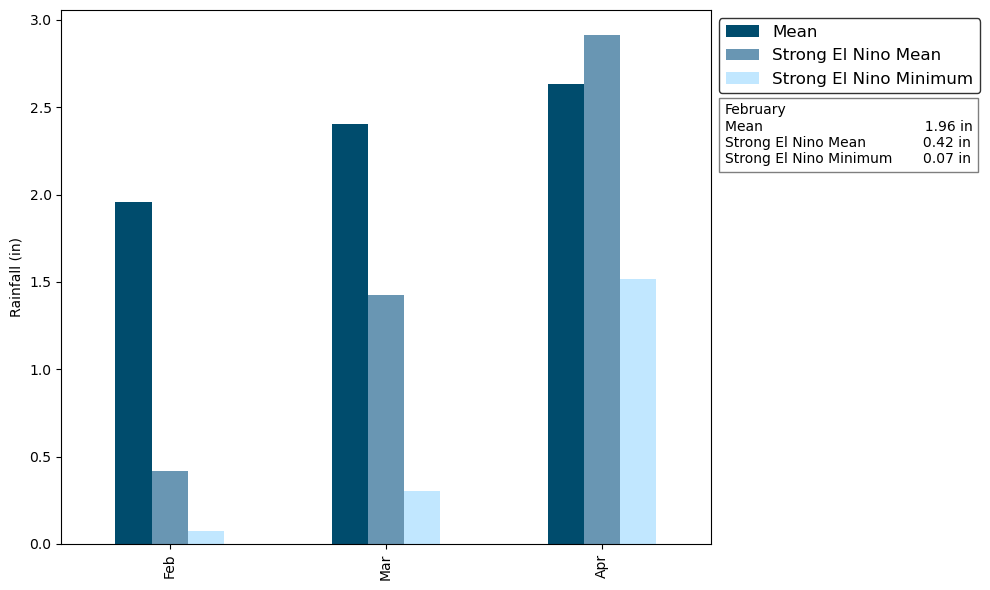 3.0
2.5
2.0
1.5
1.0
0.5
0.0
Rainfall (in)
Feb
Mar
Apr
Mean
Strong El Nino Mean
Strong El Nino Minimum
February
Mean 1.96 in
Strong El Nino Mean 0.42 in
Strong El Nino Minimum 0.07 in